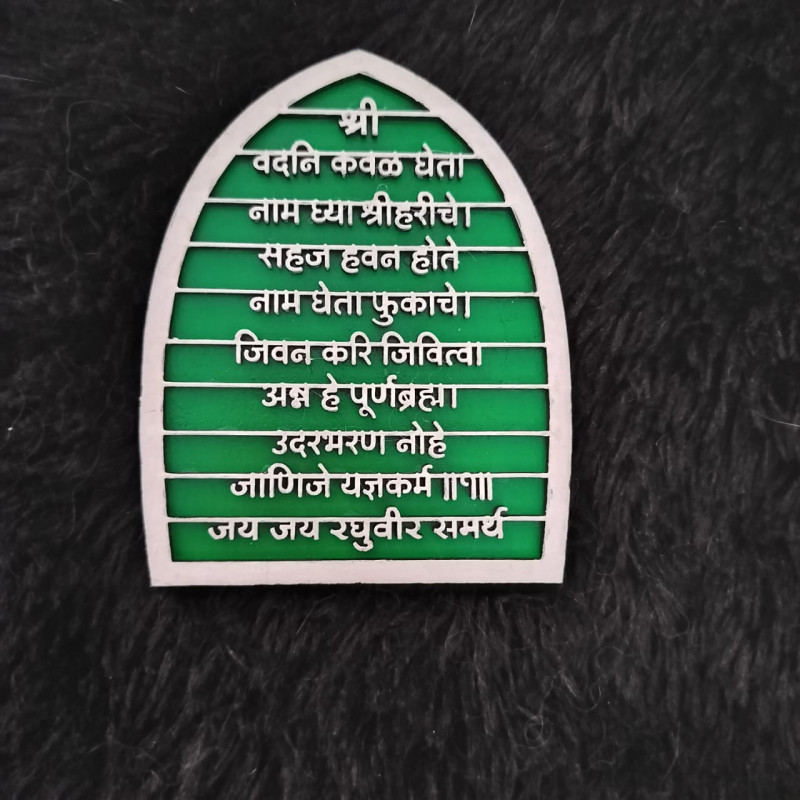 श्री
वदनि कवळ घेता
नाम घ्या श्रीहरीचे।
सहज हवन होते
नाम घेता फुकाचे।
जिवन करि जिवित्वा
अन्न हे पूर्णब्रह्म।
उदरभरण नोहे
जाणिजे यज्ञकर्म ॥१॥
जय जय रघुवीर समर्थ